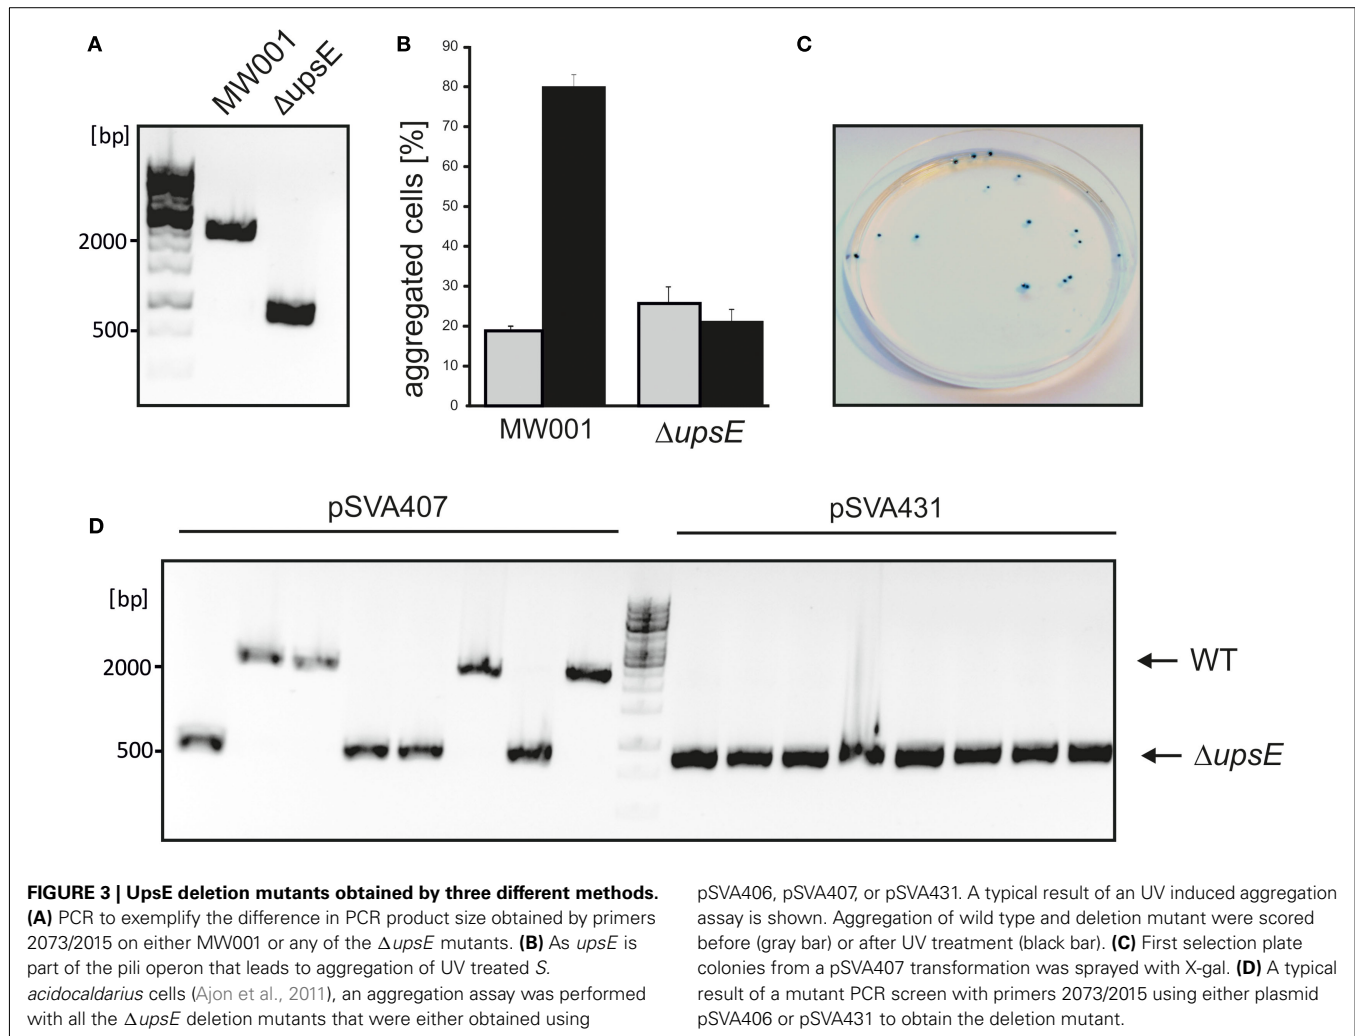 A
MW001
ΔupsE
[bp]
2000
500
B
aggregated cells [%]
90
80
70
60
50
40
30
20
10
0
MW001
ΔupsE
C
D
pSVA407
pSVA431
[bp]
2000
500
WT
ΔupsE
FIGURE 3 | UpsE deletion mutants obtained by three different methods.
(A) PCR to exemplify the difference in PCR product size obtained by primers
2073/2015 on either MW001 or any of the ΔupsE mutants. (B) As upsE is
part of the pili operon that leads to aggregation of UV treated S.
acidocaldarius cells (Ajon et al., 2011), an aggregation assay was performed
with all the ΔupsE deletion mutants that were either obtained using
pSVA406, pSVA407, or pSVA431. A typical result of an UV induced aggregation
assay is shown. Aggregation of wild type and deletion mutant were scored
before (gray bar) or after UV treatment (black bar). (C) First selection plate
colonies from a pSVA407 transformation was sprayed with X-gal. (D) A typical
result of a mutant PCR screen with primers 2073/2015 using either plasmid
pSVA406 or pSVA431 to obtain the deletion mutant.